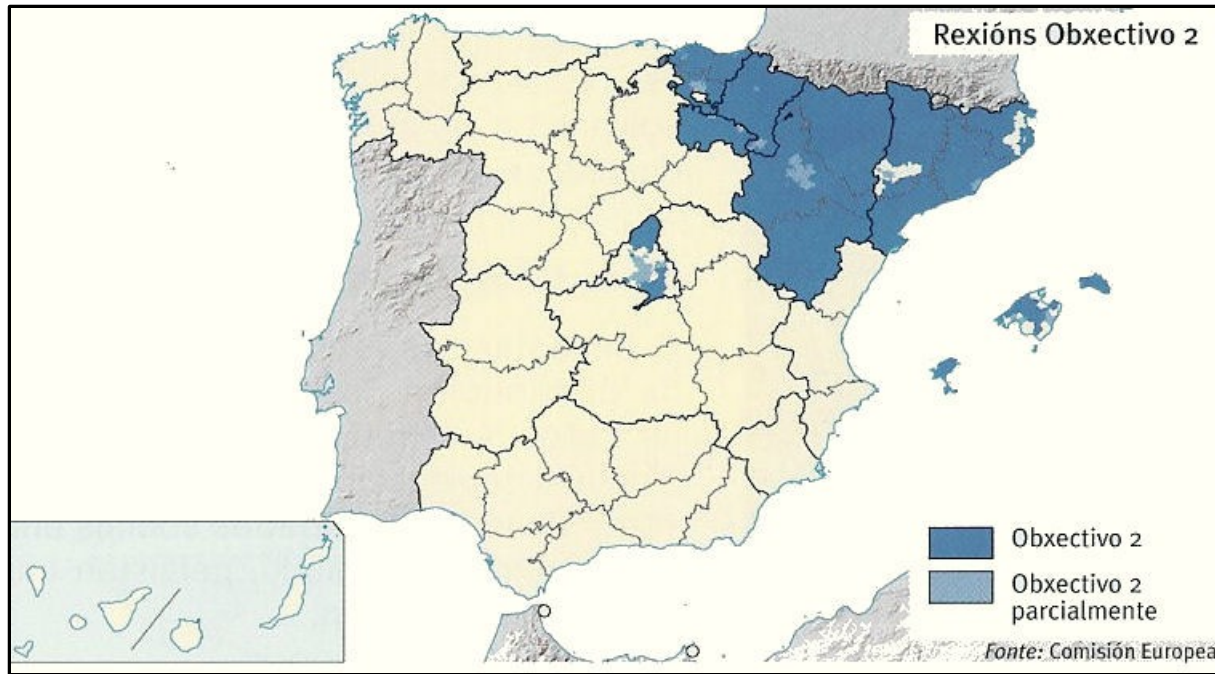 Rexións Obxectivo 2
Obxectivo 2
Obxectivo 2
parcialmente
Fonte: Comisión Europea